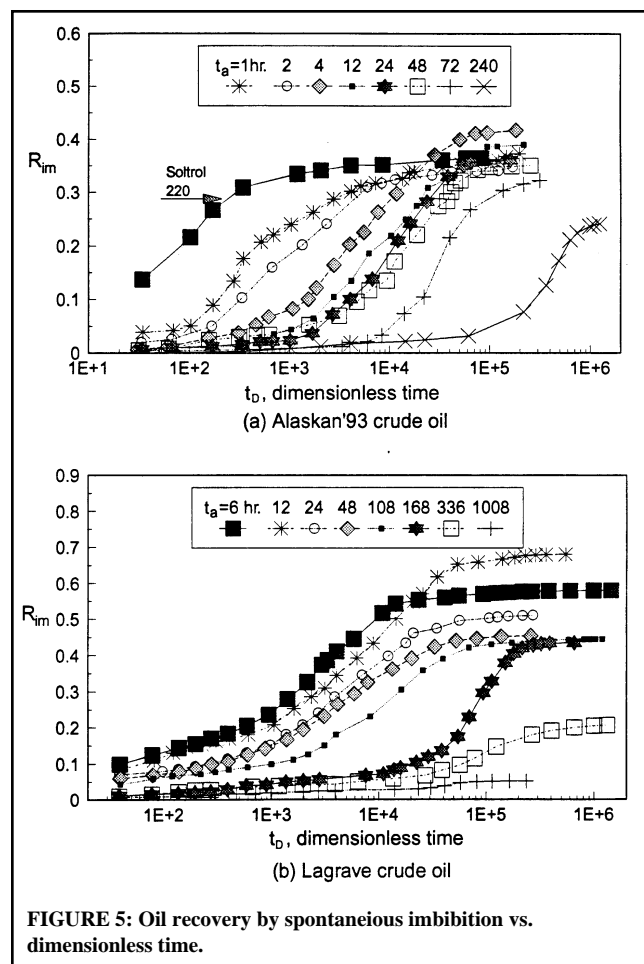 0.6
0.5
0.4
0.3
0.2
0.1
0
R_im
t_a=1hr. 2 4 12 24 48 72 240
Soltrol
220
1E+1 1E+2 1E+3 1E+4 1E+5 1E+6
t_D, dimensionless time
(a) Alaskan'93 crude oil
0.9
0.8
0.7
0.6
0.5
0.4
0.3
0.2
0.1
0
R_im
t_a=6 hr. 12 24 48 108 168 336 1008
1E+2 1E+3 1E+4 1E+5 1E+6
t_D, dimensionless time
(b) Lagrave crude oil
FIGURE 5: Oil recovery by spontaneious imbibition vs.
dimensionless time.